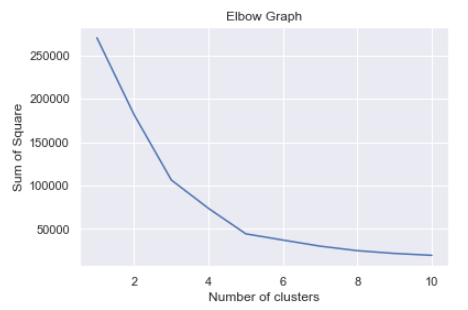 Elbow Graph
250000
200000
150000
100000
50000
Sum of Square
2 4 6 8 10
Number of clusters